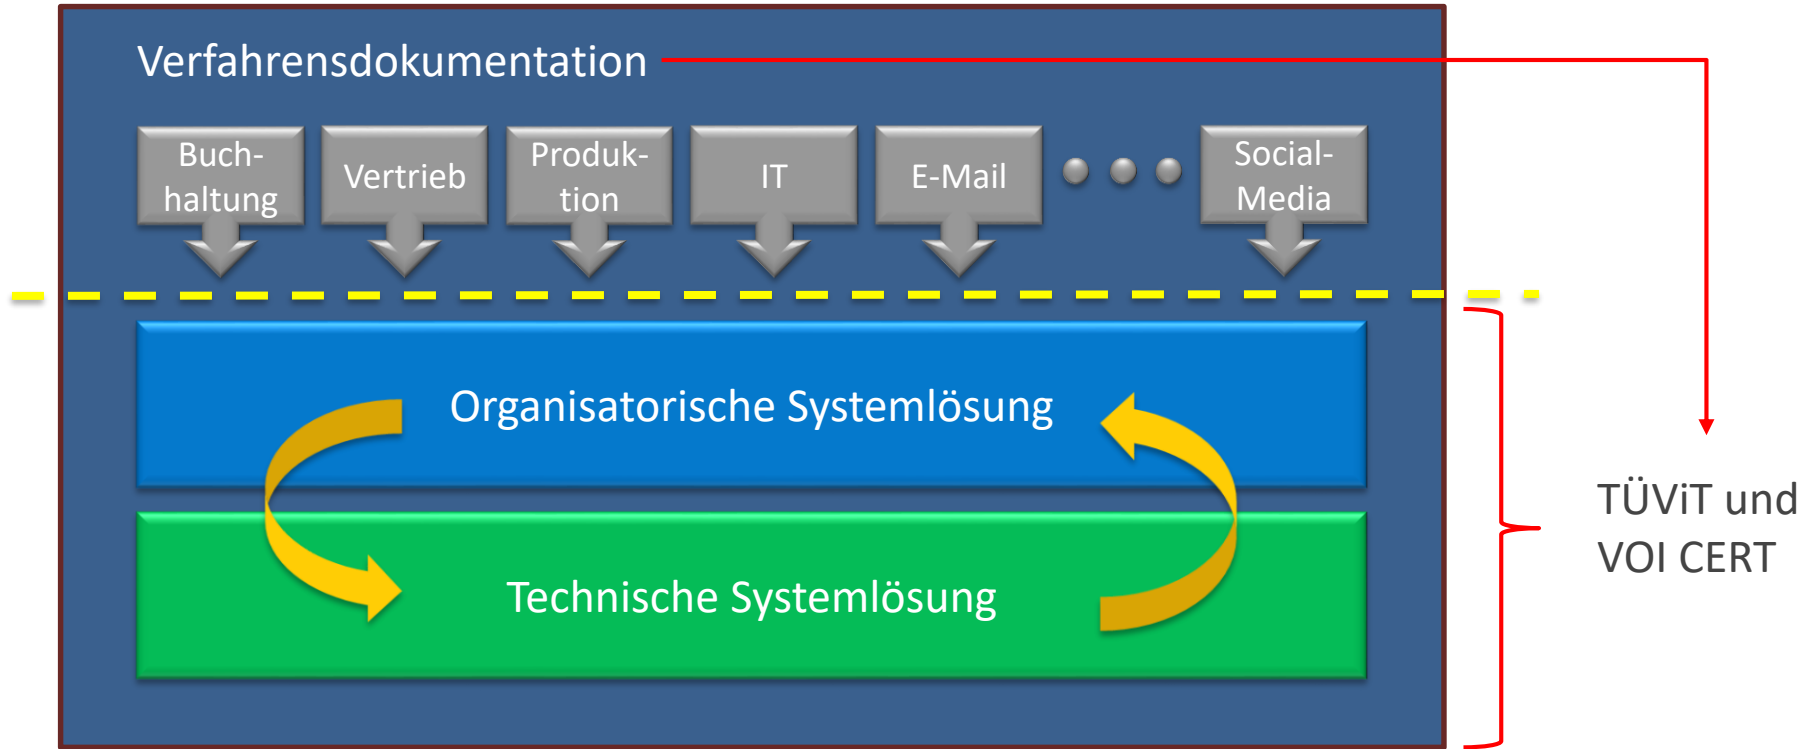 Verfahrensdokumentation
Buch-
haltung
Vertrieb
Produk-
tion
IT
E-Mail
Social-
Media
Organisatorische Systemlösung
Technische Systemlösung
TÜViT und
VOI CERT